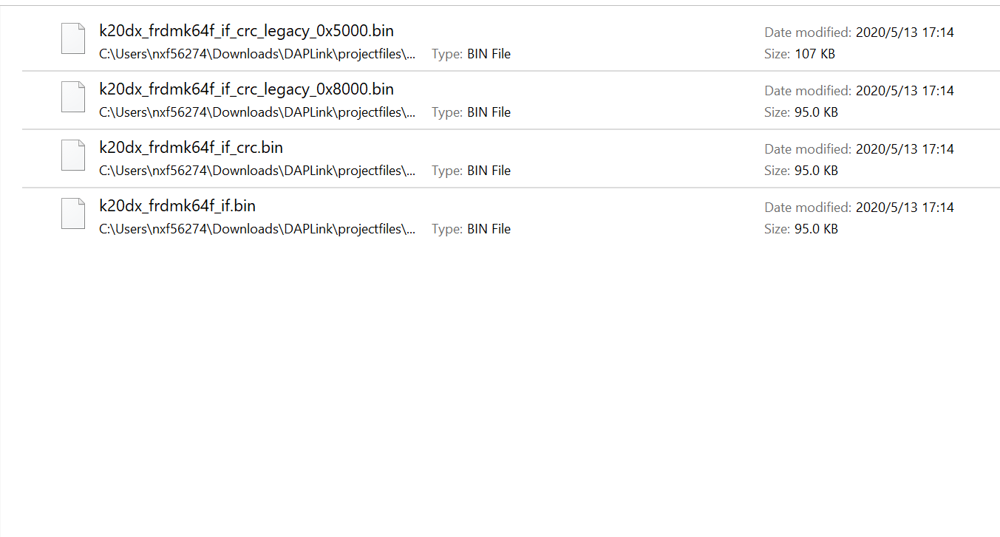 k20dx_frdmk64f_if_crc_legacy_0x5000.bin
Date modified: 2020/5/13 17:14
C:\Users\nxf56274\Downloads\DAPLink\projectfiles\... Type: BIN File
Size: 107 KB
k20dx_frdmk64f_if_crc_legacy_0x8000.bin
Date modified: 2020/5/13 17:14
C:\Users\nxf56274\Downloads\DAPLink\projectfiles\... Type: BIN File
Size: 95.0 KB
k20dx_frdmk64f_if_crc.bin
Date modified: 2020/5/13 17:14
C:\Users\nxf56274\Downloads\DAPLink\projectfiles\... Type: BIN File
Size: 95.0 KB
k20dx_frdmk64f_if.bin
Date modified: 2020/5/13 17:14
C:\Users\nxf56274\Downloads\DAPLink\projectfiles\... Type: BIN File
Size: 95.0 KB